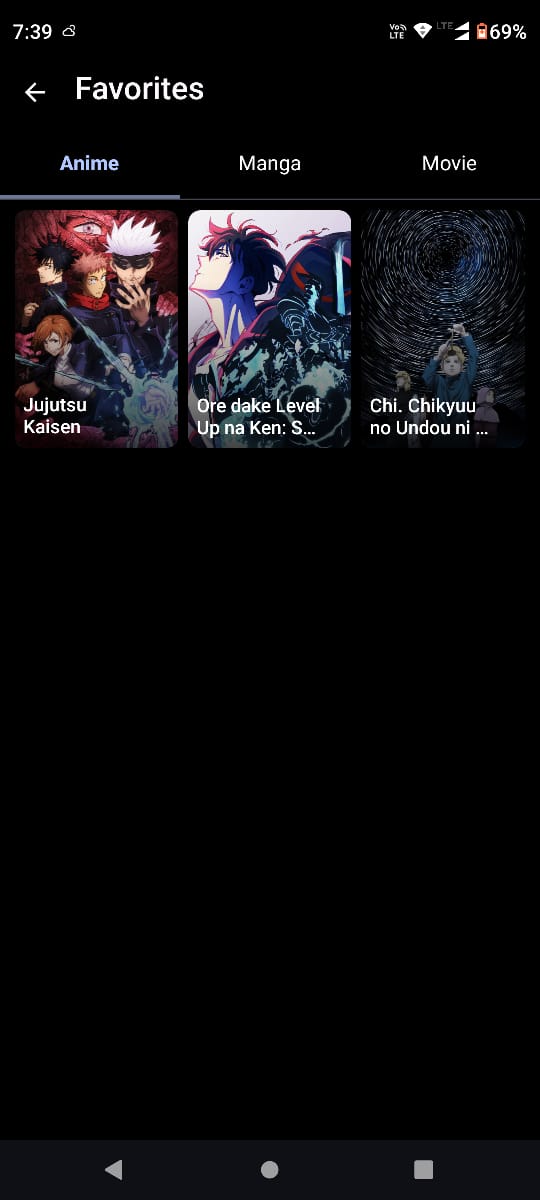 7:39
Vo)) LTE LTE 69%
Favorites
Anime Manga Movie
Jujutsu
Kaisen
Ore dake Level
Up na Ken: S...
Chi. Chikyuu
no Undou ni ...